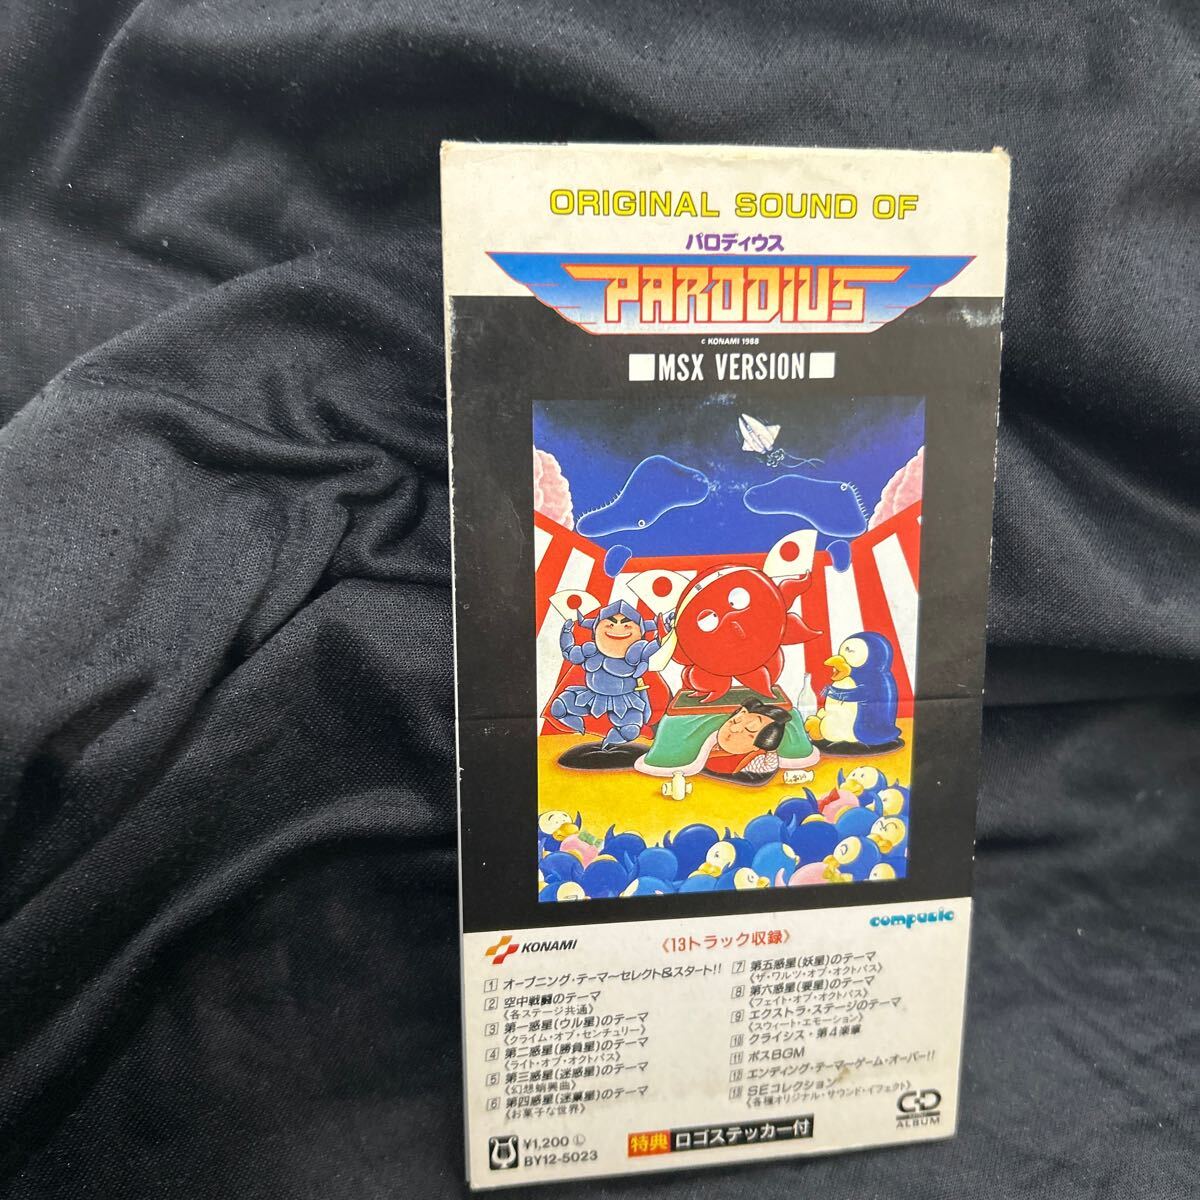 ORIGINAL SOUND OF
パロディウス
PARODIUS
© KONAMI 1988
MSX VERSION
compusic
KONAMI
《13トラック収録》
1 オープニング・テーマ〜セレクト&スタート!!
2 空中戦闘のテーマ
《各ステージ共通》
3 第一惑星(ウル星)のテーマ
《クライム・オブ・センチュリー》
4 第二惑星(勝負星)のテーマ
《ライト・オブ・オクトパス》
5 第三惑星(迷惑星)のテーマ
《幻想蛸興曲》
6 第四惑星(迷菓星)のテーマ
《お菓子な世界》
7 第五惑星(妖星)のテーマ
《ザ・ワルツ・オブ・オクトパス》
8 第六惑星(要星)のテーマ
《フェイト・オブ・オクトパス》
9 エクストラ・ステージのテーマ
《スウィート・エモーション》
10 クライシス・第4楽章
11 ボスBGM
12 エンディング・テーマ〜ゲーム・オーバー!!
13 SEコレクション
《各種オリジナル・サウンド・イフェクト》
CD
ALBUM
¥1,200 Ⓛ
BY12-5023
特典 ロゴステッカー付